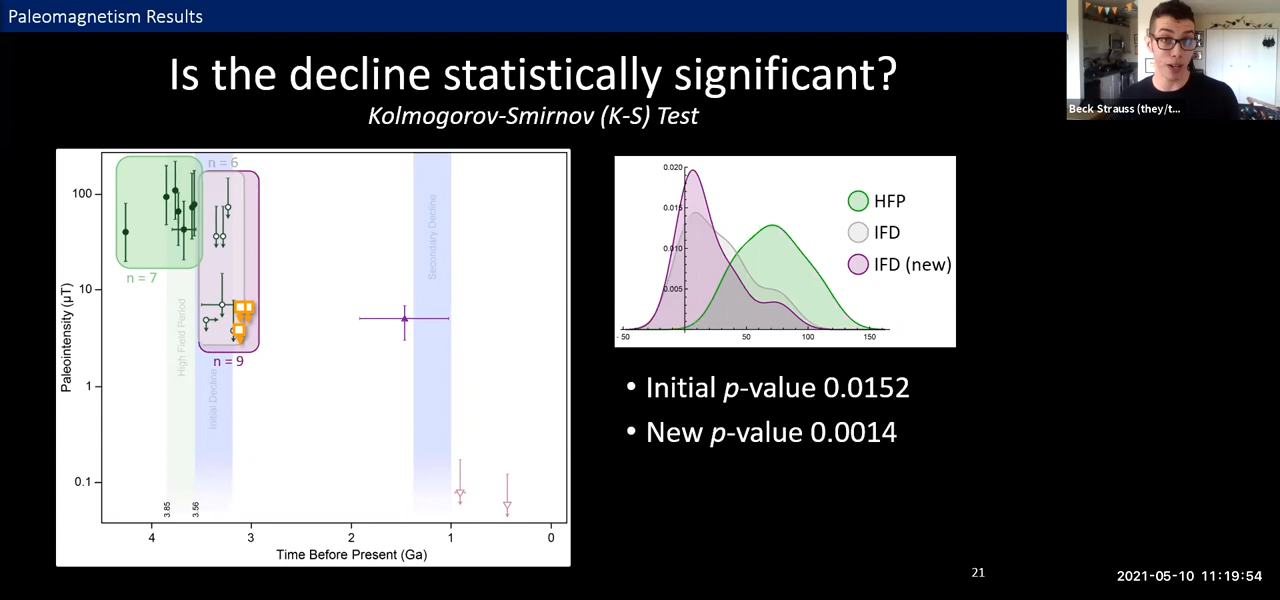 Paleomagnetism Results
Is the decline statistically significant?
Kolmogorov-Smirnov (K-S) Test
Beck Strauss (they/t...
n = 6
n = 7
n = 9
100
10
1
0.1
Paleointensity (μT)
High Field Period
Initial Decline
Secondary Decline
3.85
3.56
4
3
2
1
0
Time Before Present (Ga)
0.020
0.015
0.010
0.005
- 50
50
100
150
HFP
IFD
IFD (new)
• Initial p-value 0.0152
• New p-value 0.0014
21
2021-05-10 11:19:54